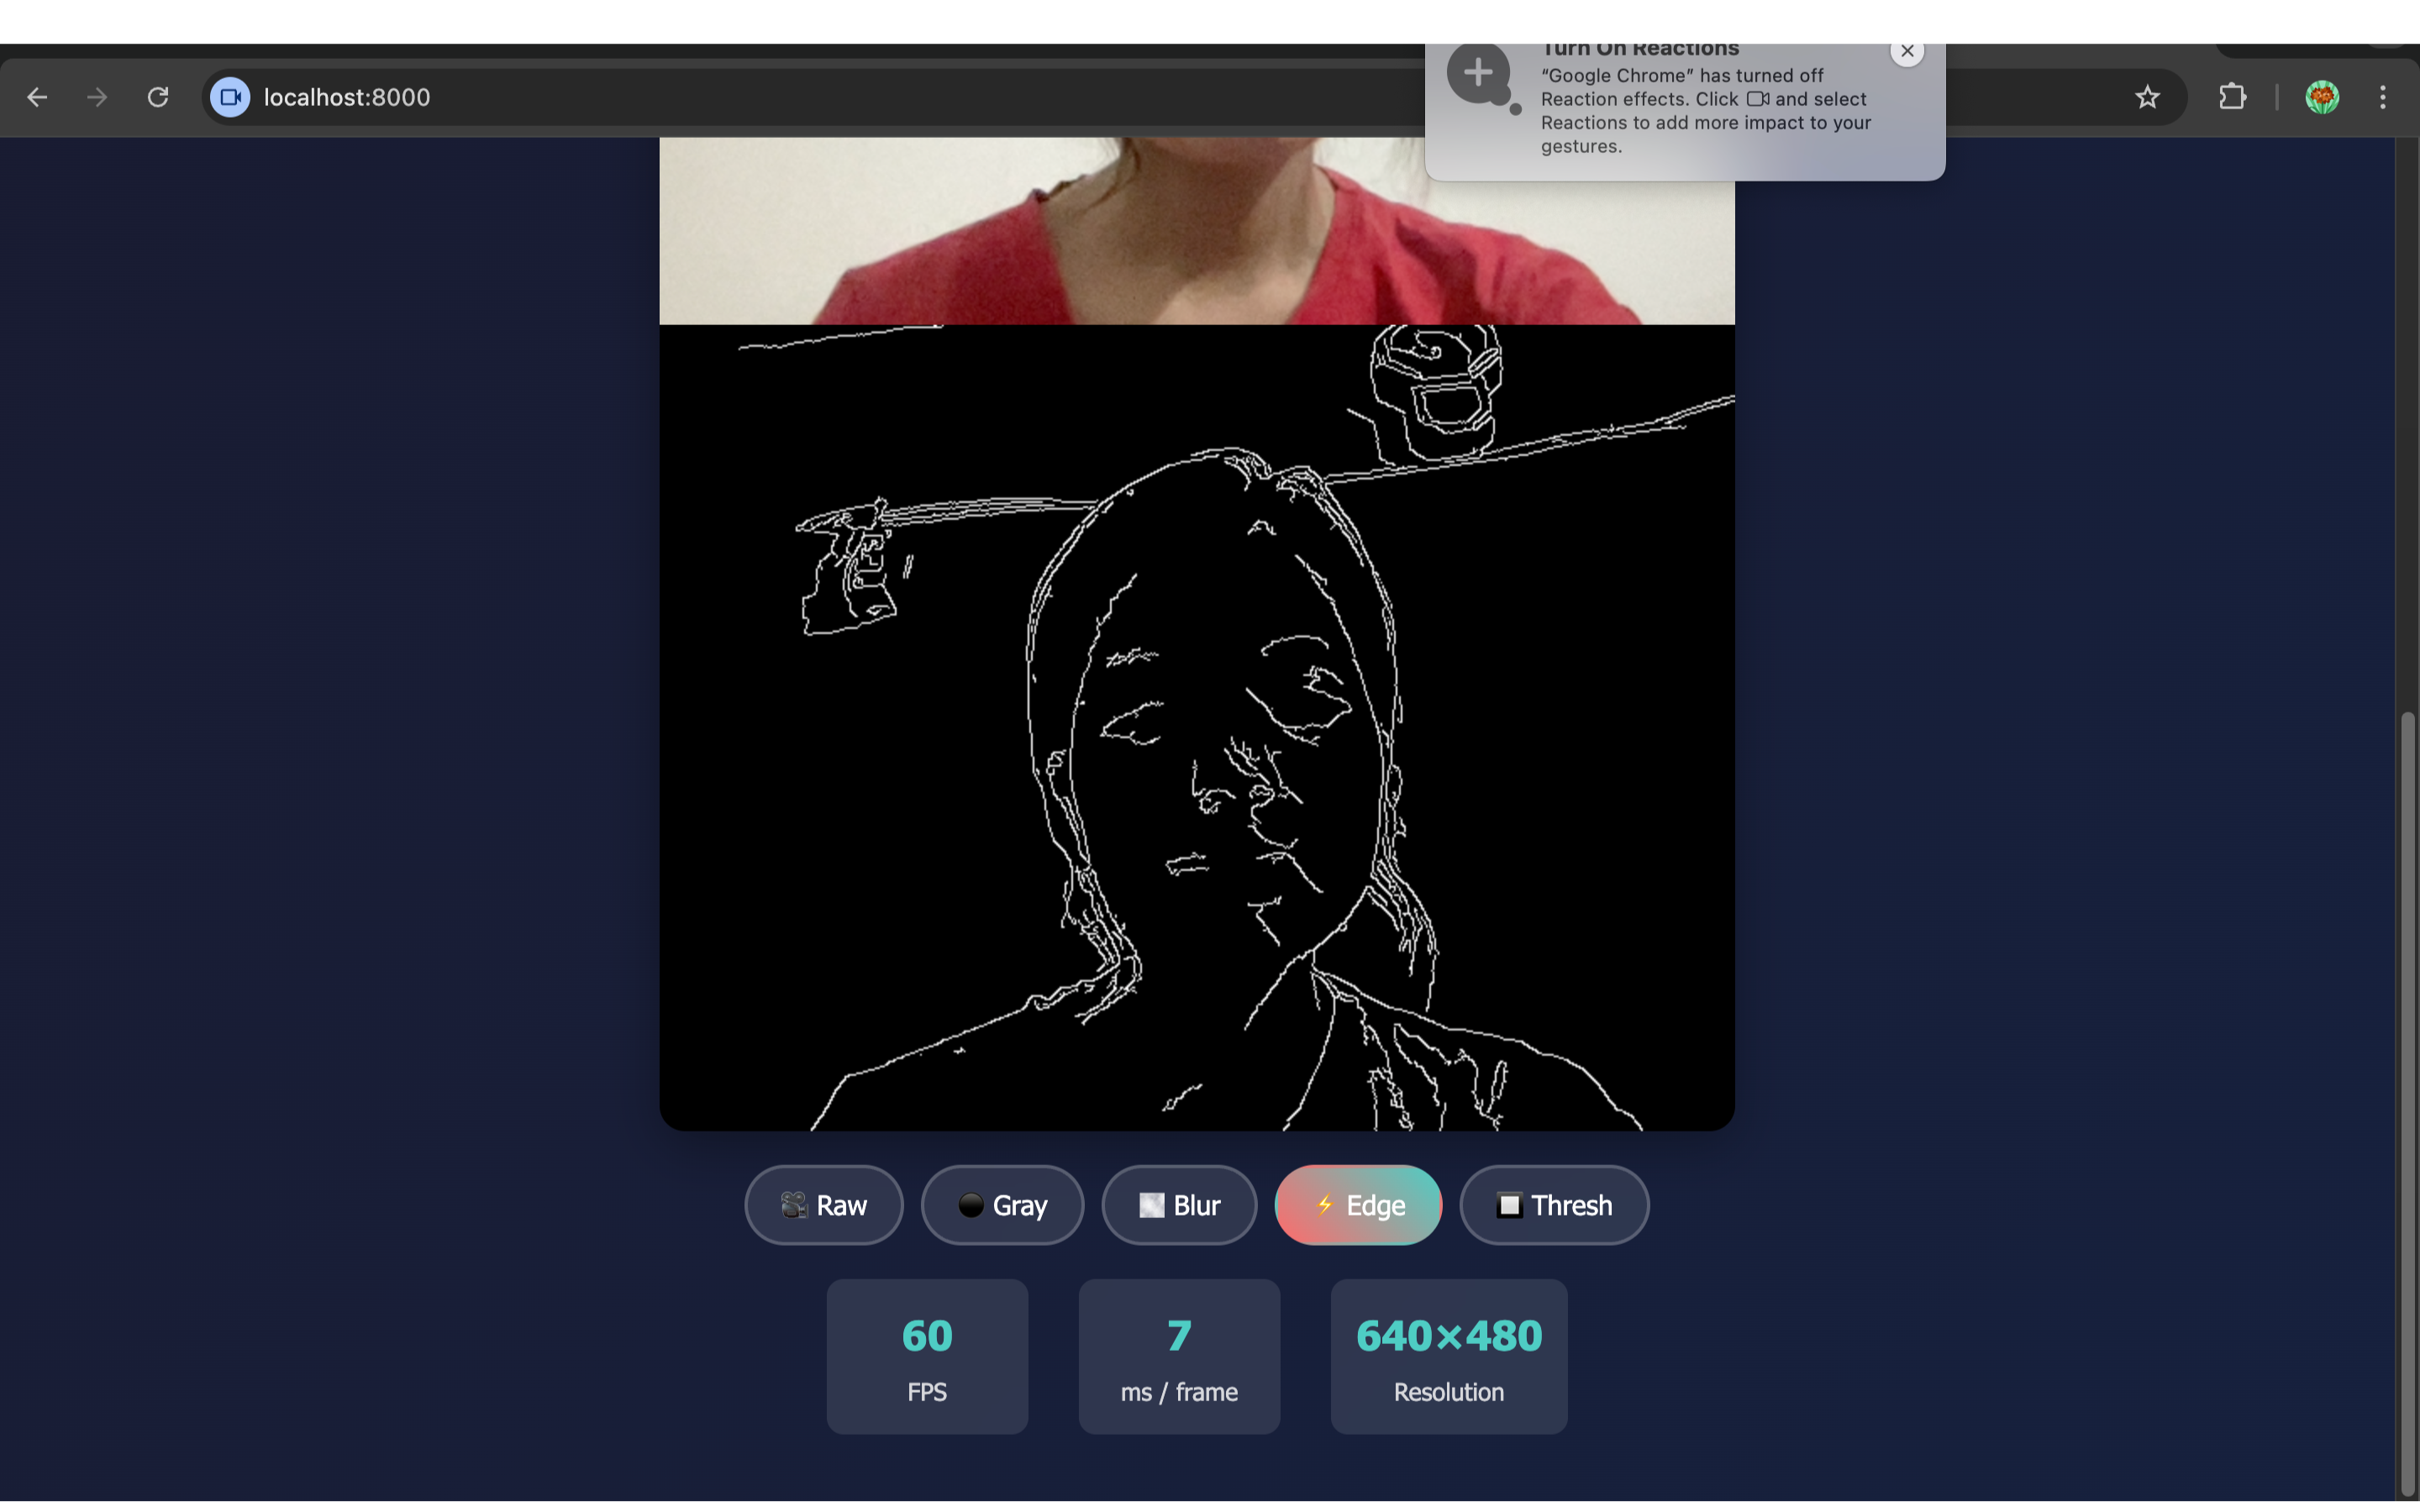 Turn On Reactions
“Google Chrome” has turned off
Reaction effects. Click and select
Reactions to add more impact to your
gestures.
localhost:8000
Raw
Gray
Blur
Edge
Thresh
60
FPS
7
ms / frame
640×480
Resolution